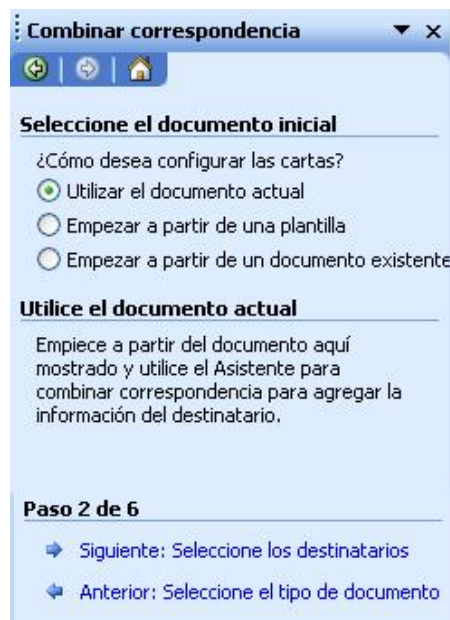 Combinar correspondencia
Seleccione el documento inicial
¿Cómo desea configurar las cartas?
Utilizar el documento actual
Empezar a partir de una plantilla
Empezar a partir de un documento existente
Utilice el documento actual
Empiece a partir del documento aquí
mostrado y utilice el Asistente para
combinar correspondencia para agregar la
información del destinatario.
Paso 2 de 6
Siguiente: Seleccione los destinatarios
Anterior: Seleccione el tipo de documento